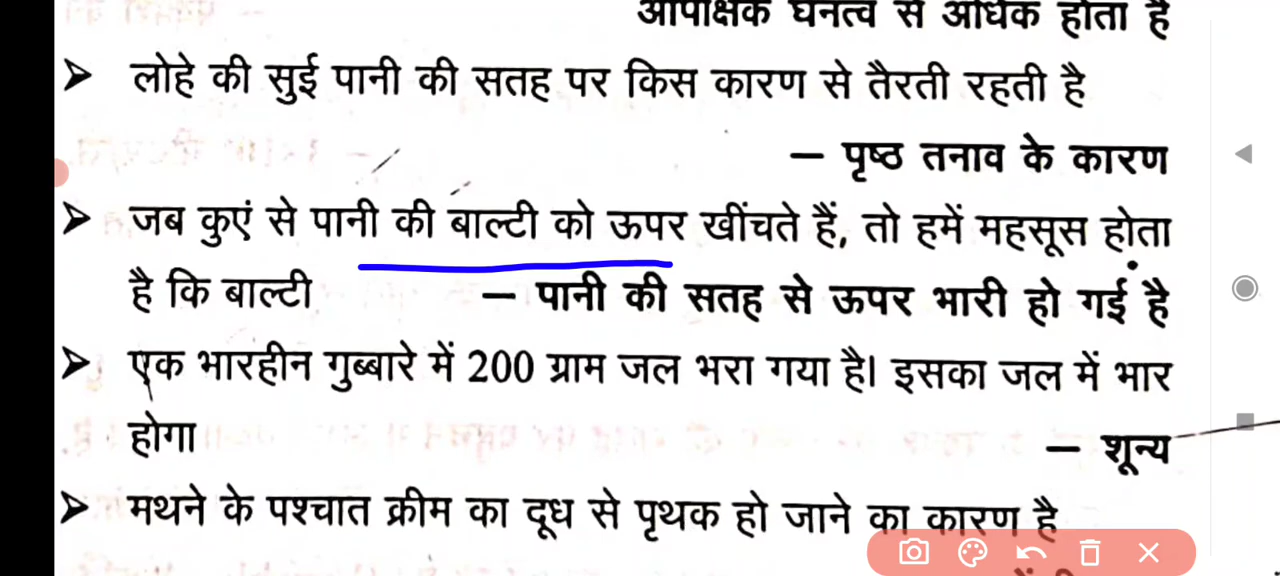 आपेक्षिक घनत्व से अधिक होता है
➢ लोहे की सुई पानी की सतह पर किस कारण से तैरती रहती है
– पृष्ठ तनाव के कारण
➢ जब कुएं से पानी की बाल्टी को ऊपर खींचते हैं, तो हमें महसूस होता
है कि बाल्टी – पानी की सतह से ऊपर भारी हो गई है
➢ एक भारहीन गुब्बारे में 200 ग्राम जल भरा गया है। इसका जल में भार
होगा – शून्य
➢ मथने के पश्चात क्रीम का दूध से पृथक हो जाने का कारण है